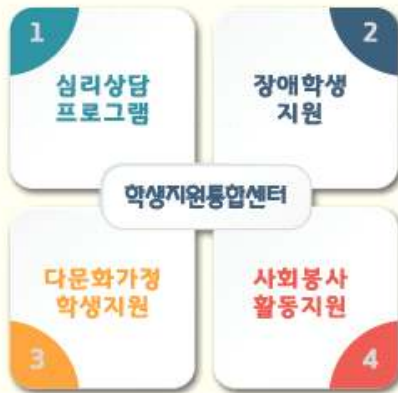 1
심리상담
프로그램
2
장애학생
지원
학생지원통합센터
다문화가정
학생지원
3
사회봉사
활동지원
4